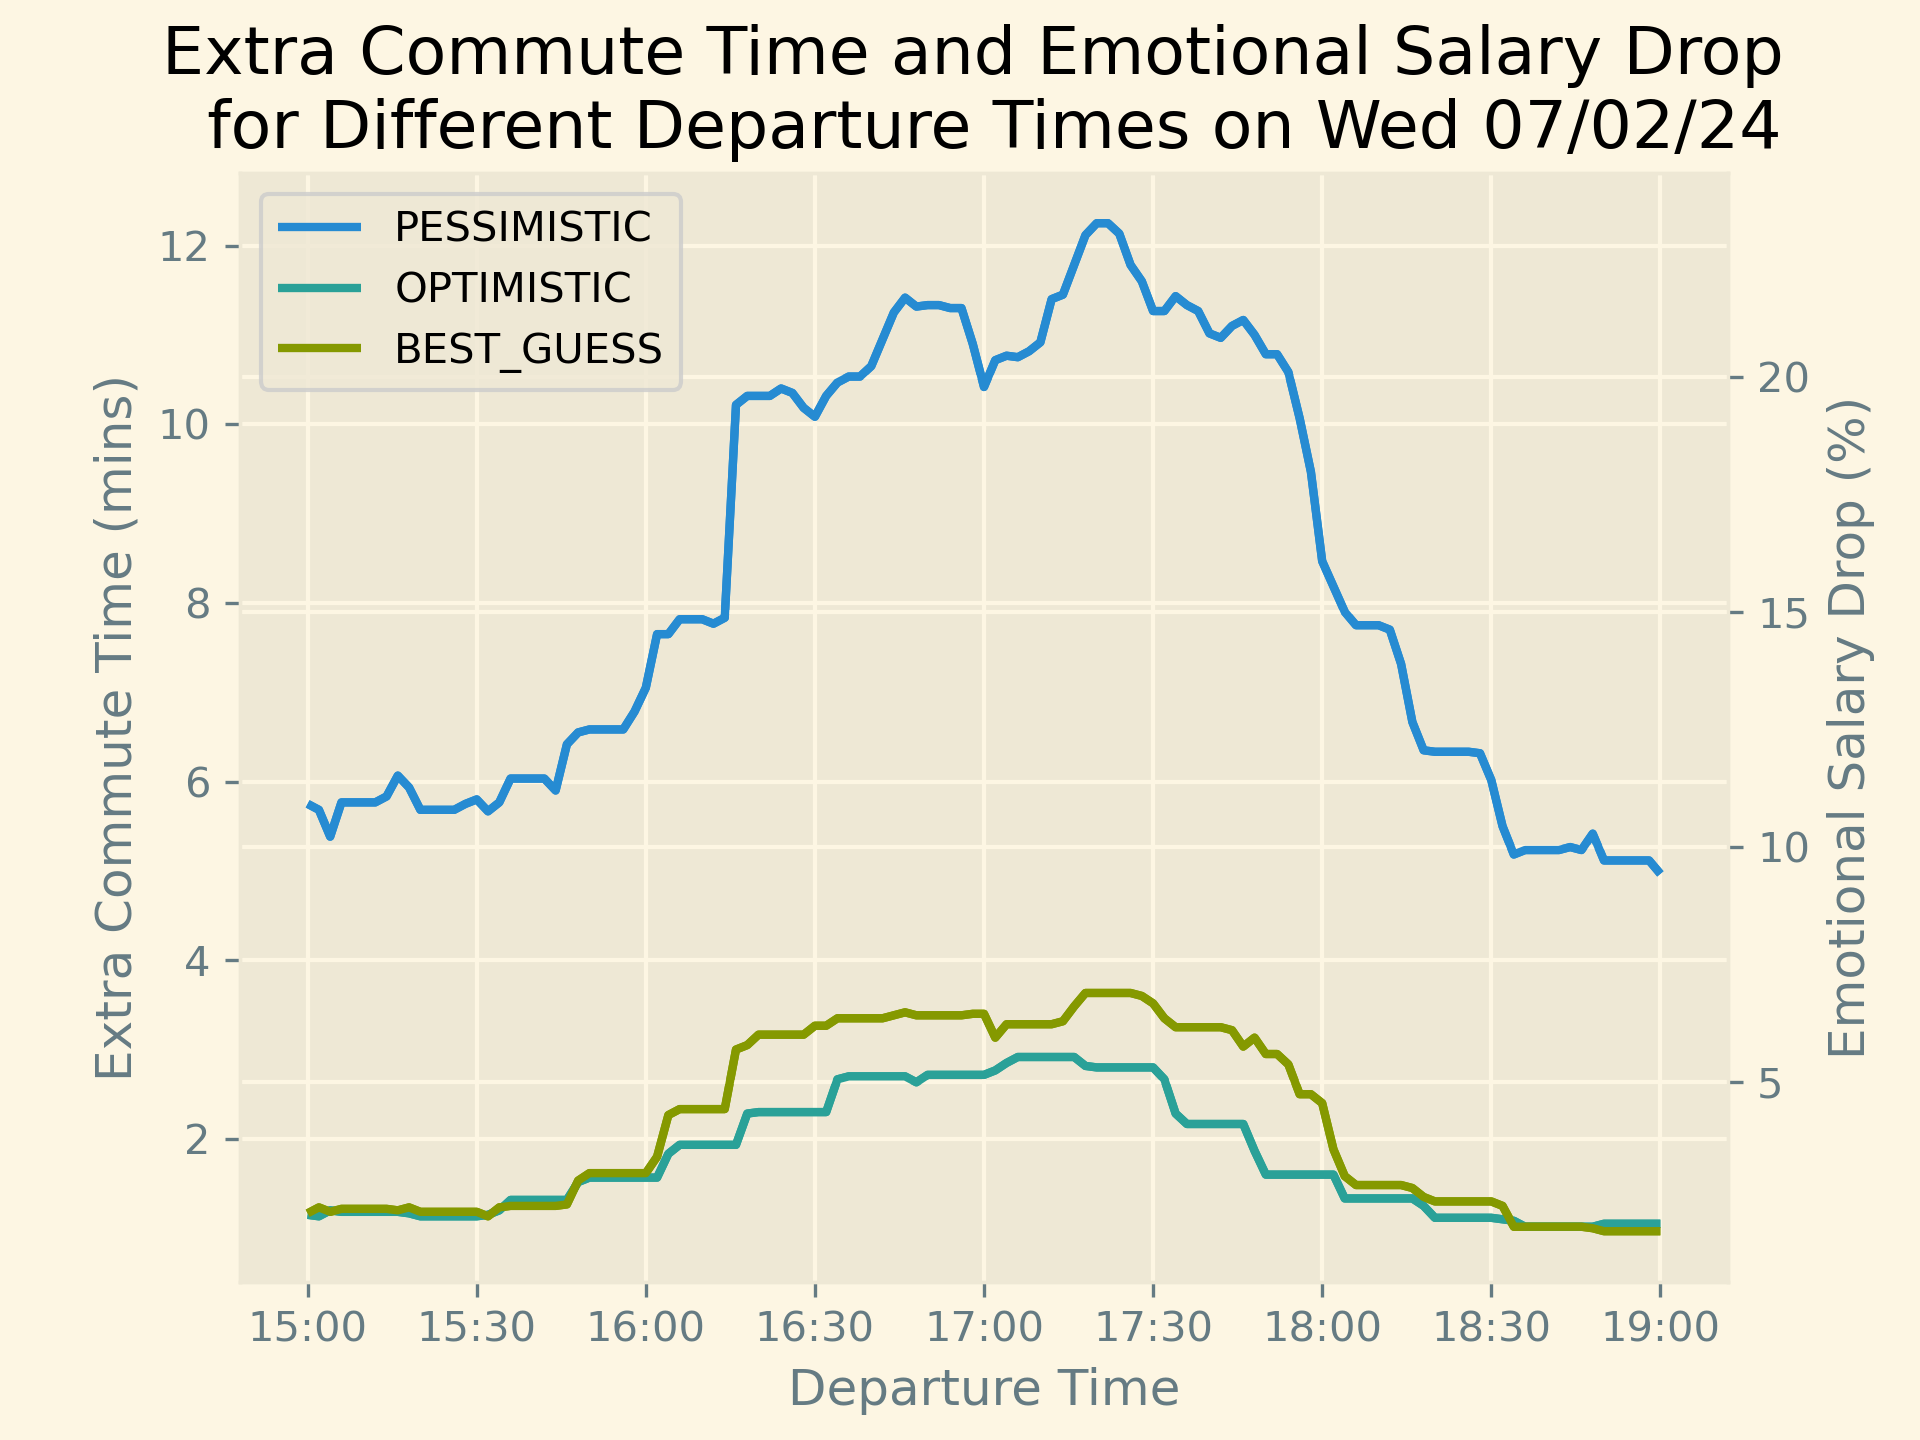 Extra Commute Time and Emotional Salary Drop
for Different Departure Times on Wed 07/02/24
PESSIMISTIC
OPTIMISTIC
BEST_GUESS
Extra Commute Time (mins)
12
10
8
6
4
2
20
15
10
5
Emotional Salary Drop (%)
15:00 15:30 16:00 16:30 17:00 17:30 18:00 18:30 19:00
Departure Time